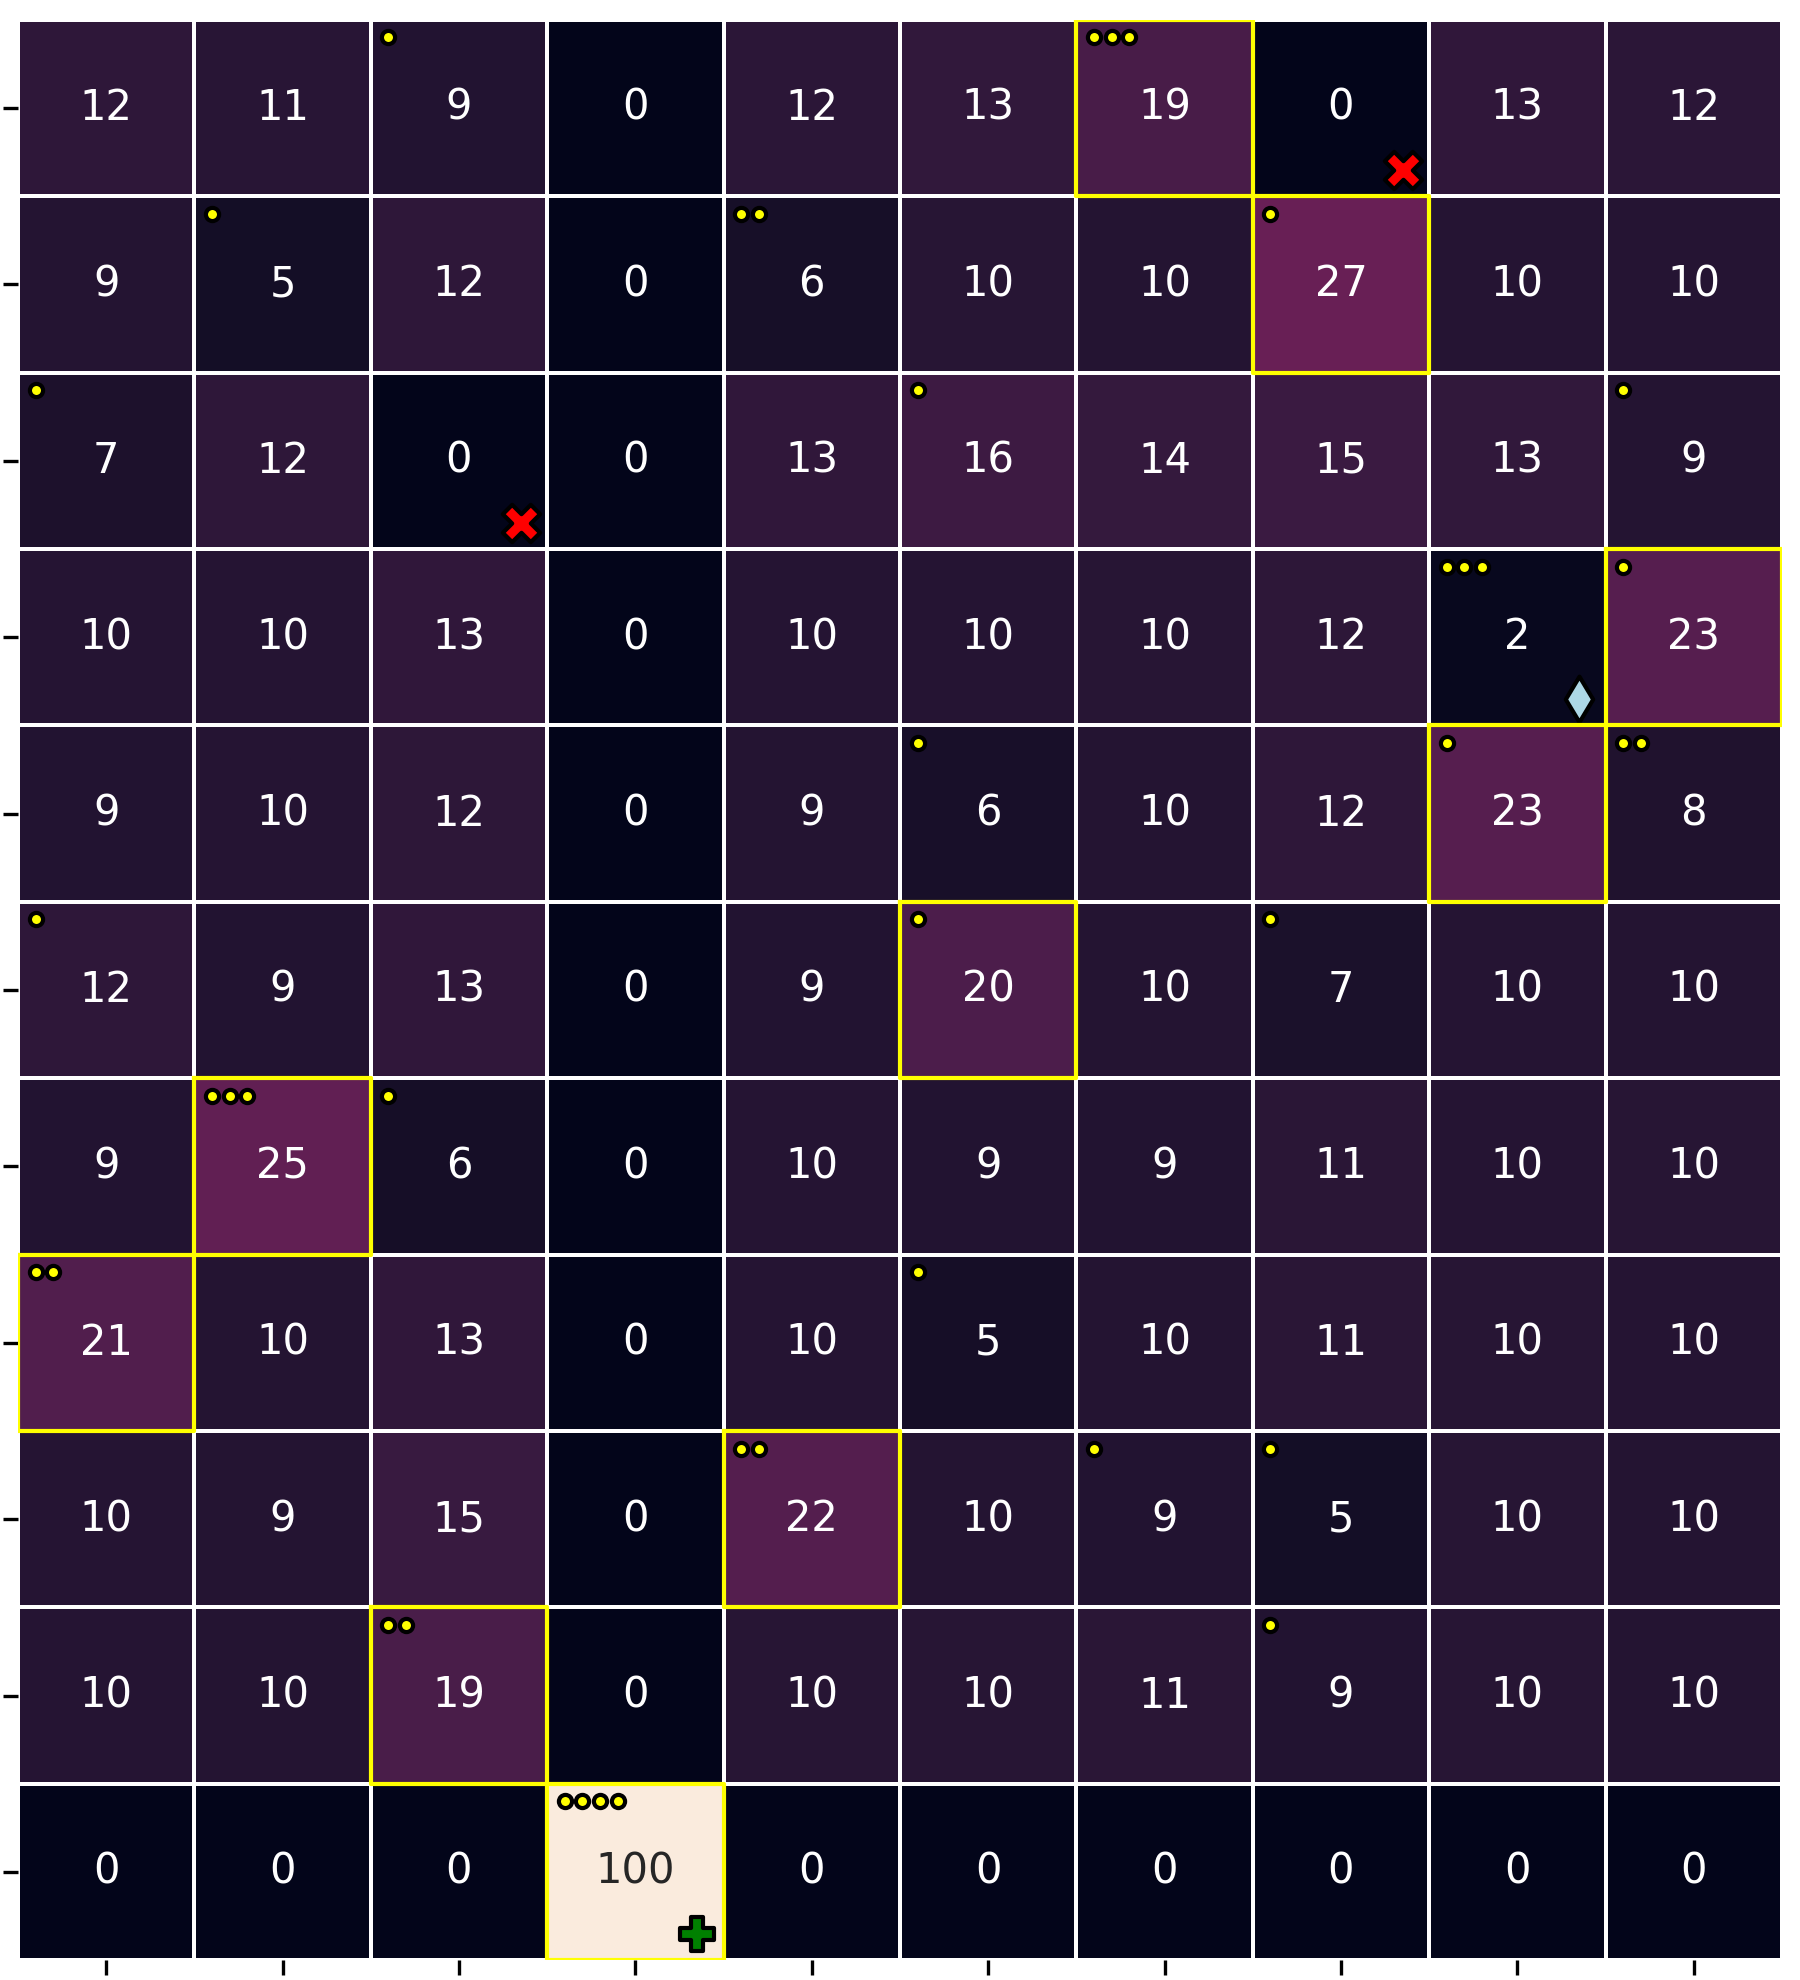 12 11 9 0 12 13 19 0 13 12
9 5 12 0 6 10 10 27 10 10
7 12 0 0 13 16 14 15 13 9
10 10 13 0 10 10 10 12 2 23
9 10 12 0 9 6 10 12 23 8
12 9 13 0 9 20 10 7 10 10
9 25 6 0 10 9 9 11 10 10
21 10 13 0 10 5 10 11 10 10
10 9 15 0 22 10 9 5 10 10
10 10 19 0 10 10 11 9 10 10
0 0 0 100 0 0 0 0 0 0